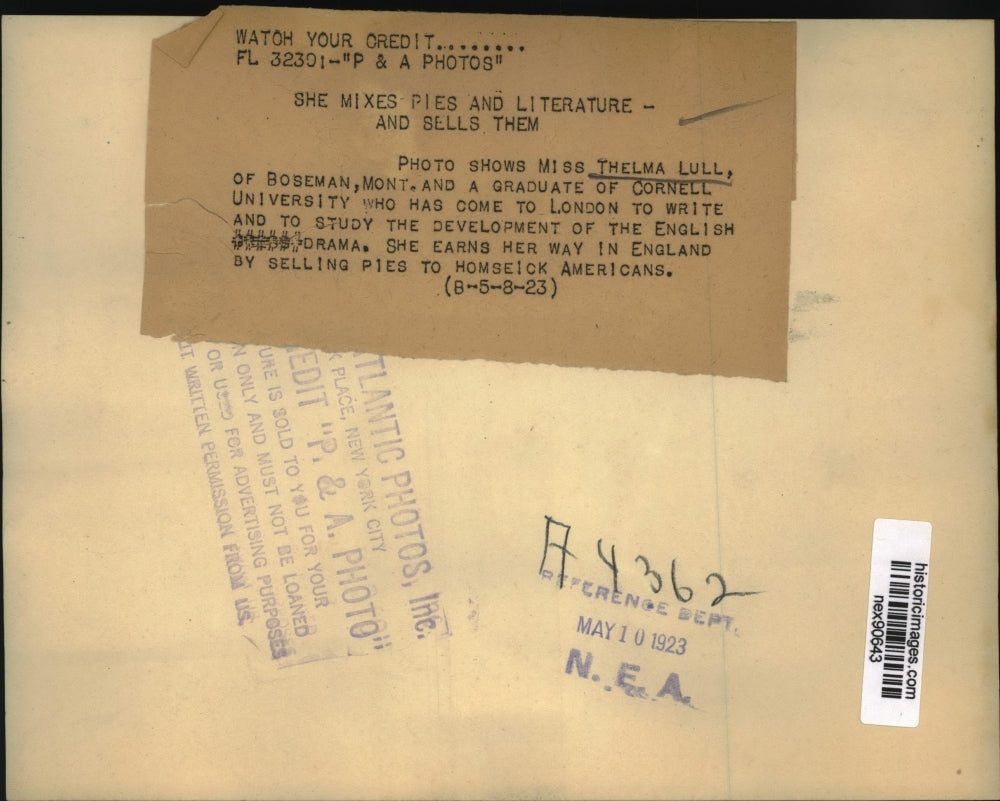 WATCH YOUR CREDIT.........
FL 32301-"P & A PHOTOS"
SHE MIXES PIES AND LITERATURE -
AND SELLS THEM
PHOTO SHOWS MISS THELMA LULL,
OF BOSEMAN,MONT. AND A GRADUATE OF CORNELL
UNIVERSITY WHO HAS COME TO LONDON TO WRITE
AND TO STUDY THE DEVELOPMENT OF THE ENGLISH
DRAMA. SHE EARNS HER WAY IN ENGLAND
BY SELLING PIES TO HOMSEICK AMERICANS.
(B-5-8-23)
ATLANTIC PHOTOS, Inc.
K PLACE, NEW YORK CITY
EDIT "P. & A. PHOTO"
URE IS SOLD TO YOU FOR YOUR
N ONLY AND MUST NOT BE LOANED
OR USED FOR ADVERTISING PURPOSES
UT WRITTEN PERMISSION FROM US.
A 4362
REFERENCE DEPT.
MAY 10 1923
N. E. A.
historicimages.com
nex90643